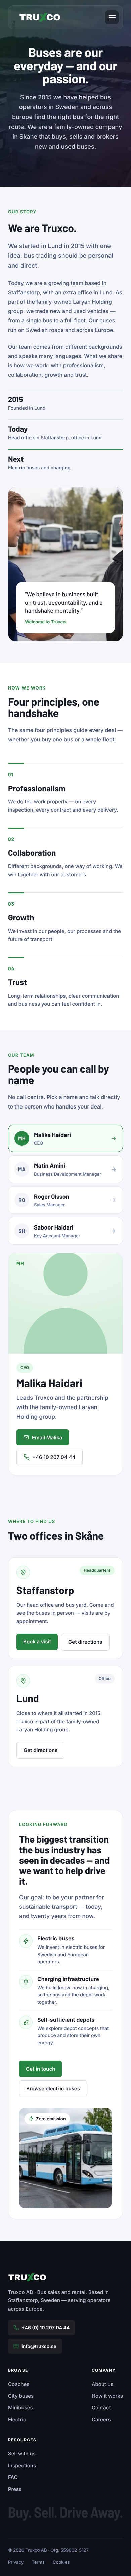 TRUXCO
Buses are our
everyday — and our
passion.
Since 2015 we have helped bus
operators in Sweden and across
Europe find the right bus for the right
route. We are a family-owned company
in Skåne that buys, sells and brokers
new and used buses.
OUR STORY
We are Truxco.
We started in Lund in 2015 with one
idea: bus trading should be personal
and direct.
Today we are a growing team based in
Staffanstorp, with an extra office in Lund. As
part of the family-owned Laryan Holding
group, we trade new and used vehicles —
from a single bus to a full fleet. Our buses
run on Swedish roads and across Europe.
Our team comes from different backgrounds
and speaks many languages. What we share
is how we work: with professionalism,
collaboration, growth and trust.
2015
Founded in Lund
Today
Head office in Staffanstorp, office in Lund
Next
Electric buses and charging
"We believe in business built
on trust, accountability, and a
handshake mentality."
Welcome to Truxco.
HOW WE WORK
Four principles, one
handshake
The same four principles guide every deal —
whether you buy one bus or a whole fleet.
01
Professionalism
We do the work properly — on every
inspection, every contract and every delivery.
02
Collaboration
Different backgrounds, one way of working. We
win together with our customers.
03
Growth
We invest in our people, our processes and the
future of transport.
04
Trust
Long-term relationships, clear communication
and business you can feel confident in.
OUR TEAM
People you can call by
name
No call centre. Pick a name and talk directly
to the person who handles your deal.
MH
Malika Haidari
CEO
MA
Matin Amini
Business Development Manager
RO
Roger Olsson
Sales Manager
SH
Saboor Haidari
Key Account Manager
MH
CEO
Malika Haidari
Leads Truxco and the partnership
with the family-owned Laryan
Holding group.
Email Malika
+46 10 207 04 44
WHERE TO FIND US
Two offices in Skåne
Headquarters
Staffanstorp
Our head office and bus yard. Come and
see the buses in person — visits are by
appointment.
Book a visit
Get directions
Office
Lund
Close to where it all started in 2015.
Truxco is part of the family-owned
Laryan Holding group.
Get directions
LOOKING FORWARD
The biggest transition
the bus industry has
seen in decades — and
we want to help drive
it.
Our goal: to be your partner for
sustainable transport — today,
and twenty years from now.
Electric buses
We invest in electric buses for
Swedish and European
operators.
Charging infrastructure
We build know-how in charging,
so the bus and the depot work
together.
Self-sufficient depots
We explore depot concepts that
produce and store their own
energy.
Get in touch
Browse electric buses
Zero emission
TRUXCO
Truxco AB · Bus sales and rental. Based in
Staffanstorp, Sweden — serving operators
across Europe.
+46 (0) 10 207 04 44
info@truxco.se
BROWSE
Coaches
City buses
Minibuses
Electric
COMPANY
About us
How it works
Contact
Careers
RESOURCES
Sell with us
Inspections
FAQ
Press
Buy. Sell. Drive Away.
© 2026 Truxco AB · Org. 559002-5127
Privacy Terms Cookies